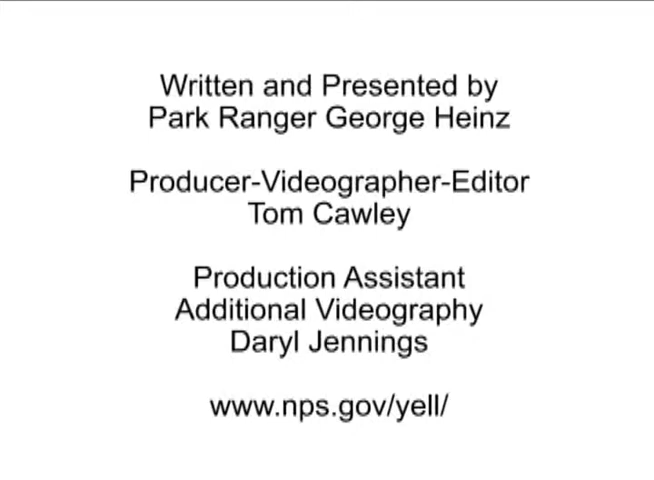 Written and Presented by
Park Ranger George Heinz
Producer-Videographer-Editor
Tom Cawley
Production Assistant
Additional Videography
Daryl Jennings
www.nps.gov/yell/